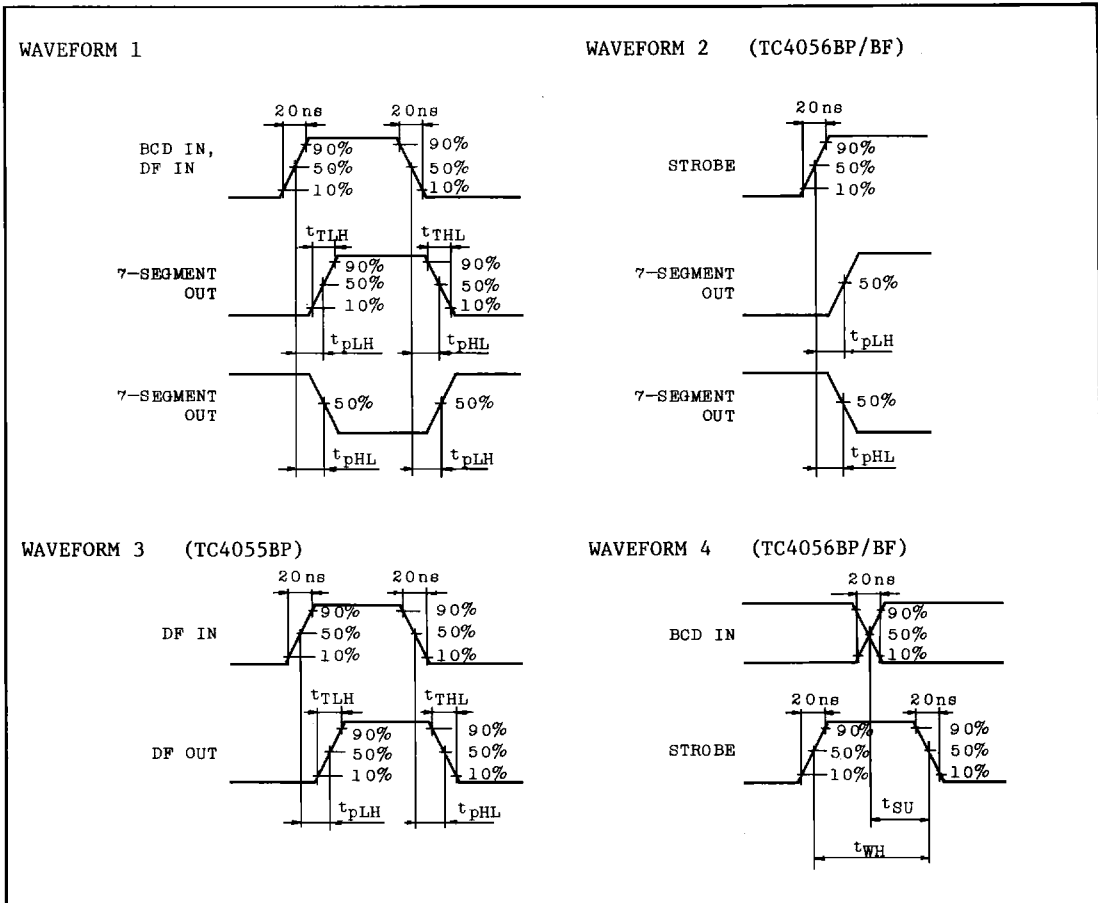 WAVEFORM 1
20ns
20ns
BCD IN,
DF IN
90%
50%
10%
90%
50%
10%
tTLH
tTHL
7-SEGMENT
OUT
90%
50%
10%
90%
50%
10%
tpLH
tpHL
7-SEGMENT
OUT
50%
50%
tpHL
tpLH
WAVEFORM 2 (TC4056BP/BF)
20ns
STROBE
90%
50%
10%
7-SEGMENT
OUT
50%
tpLH
7-SEGMENT
OUT
50%
tpHL
WAVEFORM 3 (TC4055BP)
20ns
20ns
DF IN
90%
50%
10%
90%
50%
10%
tTLH
tTHL
DF OUT
90%
50%
10%
90%
50%
10%
tpLH
tpHL
WAVEFORM 4 (TC4056BP/BF)
20ns
BCD IN
90%
50%
10%
20ns
20ns
STROBE
90%
50%
10%
90%
50%
10%
tSU
tWH